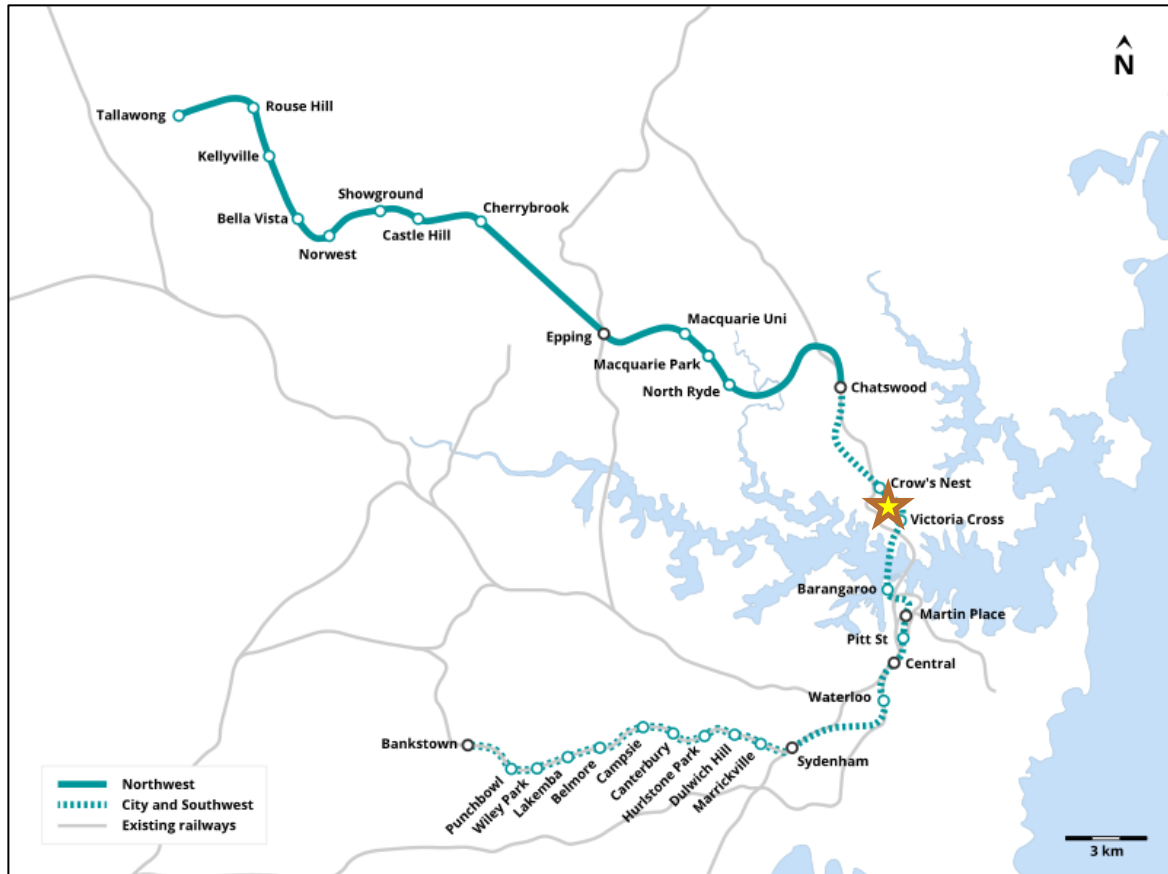 N
Tallawong
Rouse Hill
Kellyville
Bella Vista
Norwest
Showground
Castle Hill
Cherrybrook
Epping
Macquarie Uni
Macquarie Park
North Ryde
Chatswood
Crow's Nest
Victoria Cross
Barangaroo
Martin Place
Pitt St
Central
Waterloo
Sydenham
Bankstown
Punchbowl
Wiley Park
Lakemba
Belmore
Campsie
Canterbury
Hurlstone Park
Dulwich Hill
Marrickville
Northwest
City and Southwest
Existing railways
3 km